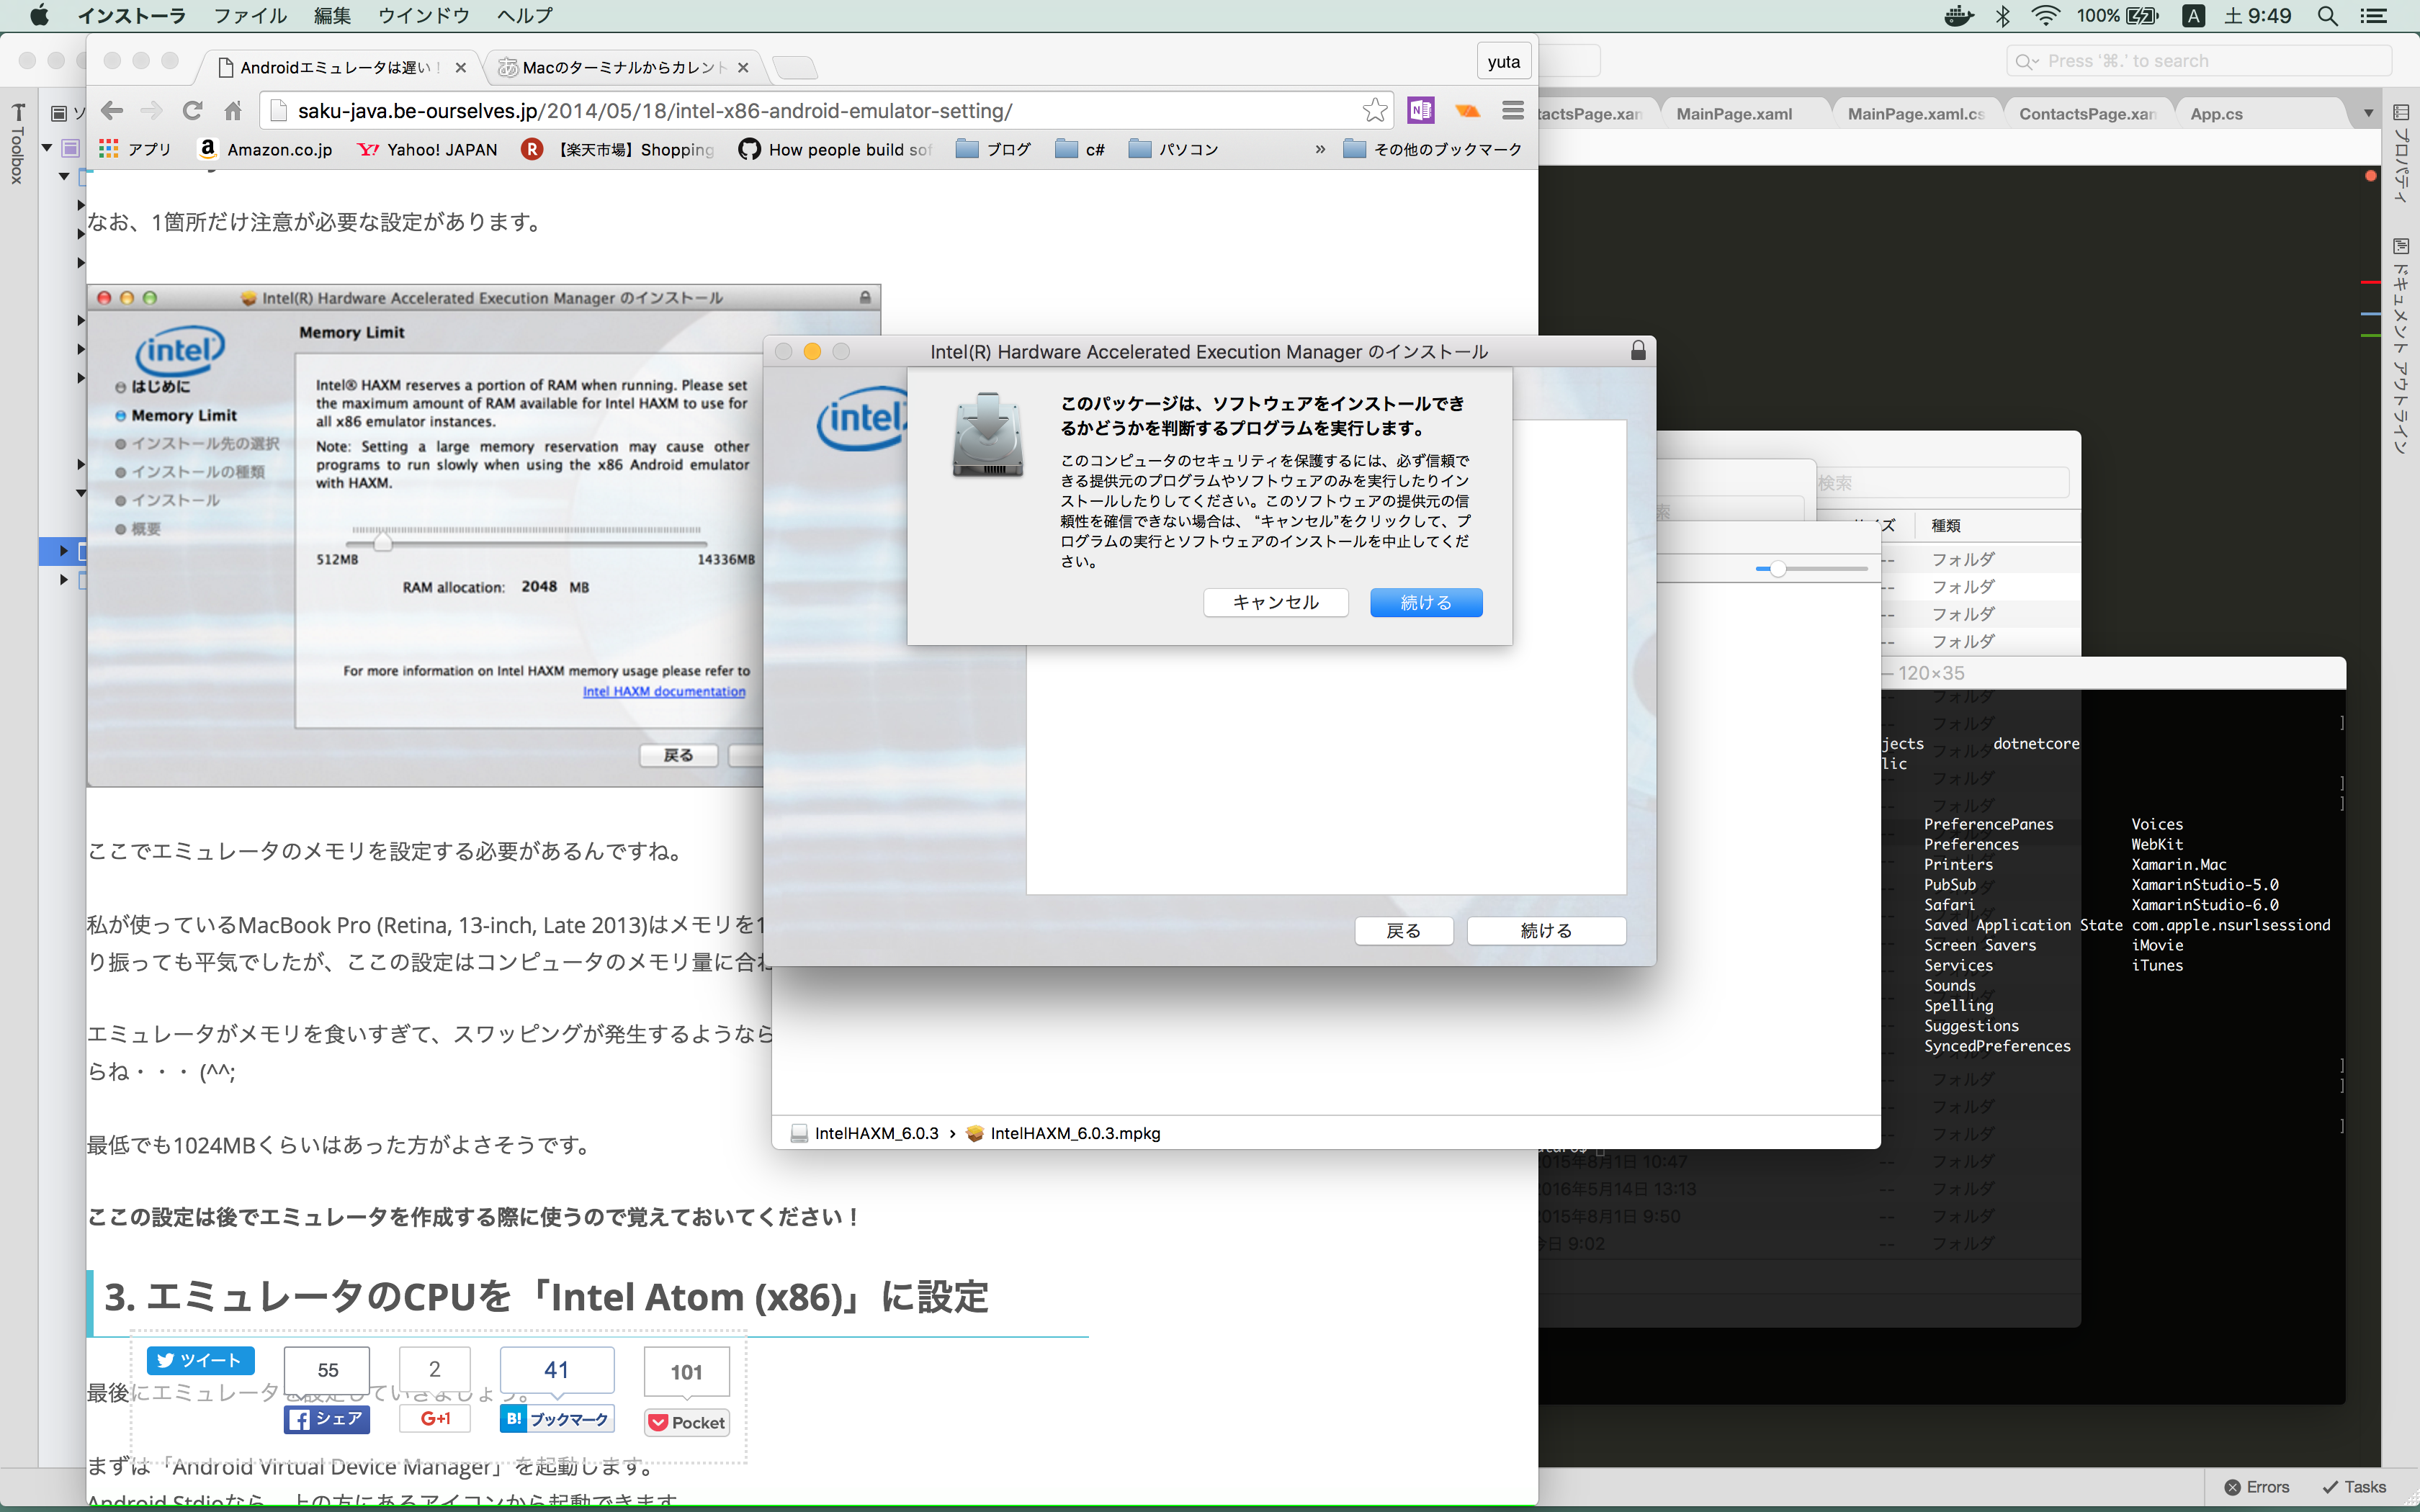 インストーラ ファイル 編集 ウインドウ ヘルプ 100% A 土 9:49
Androidエミュレータは遅い！
Macのターミナルからカレント
yuta
Press ‘⌘.’ to search
saku-java.be-ourselves.jp/2014/05/18/intel-x86-android-emulator-setting/
MainPage.xaml MainPage.xaml.cs ContactsPage.xam App.cs
アプリ Amazon.co.jp Yahoo! JAPAN 【楽天市場】Shopping How people build sof ブログ c# パソコン » その他のブックマーク
Toolbox
プロパティ
ドキュメント アウトライン
なお、1箇所だけ注意が必要な設定があります。
Intel(R) Hardware Accelerated Execution Manager のインストール
intel
Memory Limit
はじめに
Memory Limit
インストール先の選択
インストールの種類
インストール
概要
Intel® HAXM reserves a portion of RAM when running. Please set
the maximum amount of RAM available for Intel HAXM to use for
all x86 emulator instances.
Note: Setting a large memory reservation may cause other
programs to run slowly when using the x86 Android emulator
with HAXM.
512MB 14336MB
RAM allocation: 2048 MB
For more information on Intel HAXM memory usage please refer to
Intel HAXM documentation
戻る
Intel(R) Hardware Accelerated Execution Manager のインストール
intel
このパッケージは、ソフトウェアをインストールでき
るかどうかを判断するプログラムを実行します。
このコンピュータのセキュリティを保護するには、必ず信頼で
きる提供元のプログラムやソフトウェアのみを実行したりイン
ストールしたりしてください。このソフトウェアの提供元の信
頼性を確信できない場合は、“キャンセル”をクリックして、プ
ログラムの実行とソフトウェアのインストールを中止してくだ
さい。
キャンセル 続ける
戻る 続ける
検索
種類
-- フォルダ
-- フォルダ
-- フォルダ
-- フォルダ
120×35
フォルダ
フォルダ
jects dotnetcore
lic
フォルダ
フォルダ
PreferencePanes Voices
Preferences WebKit
Printers Xamarin.Mac
PubSub XamarinStudio-5.0
Safari XamarinStudio-6.0
Saved Application State com.apple.nsurlsessiond
Screen Savers iMovie
Services iTunes
Sounds
Spelling
Suggestions
SyncedPreferences
フォルダ
フォルダ
フォルダ
2015年8月1日 10:47 -- フォルダ
2016年5月14日 13:13 -- フォルダ
2015年8月1日 9:50 -- フォルダ
今日 9:02 -- フォルダ
IntelHAXM_6.0.3 › IntelHAXM_6.0.3.mpkg
ここでエミュレータのメモリを設定する必要があるんですね。
私が使っているMacBook Pro (Retina, 13-inch, Late 2013)はメモリを1
り振っても平気でしたが、ここの設定はコンピュータのメモリ量に合わ
エミュレータがメモリを食いすぎて、スワッピングが発生するようなら
らね・・・ (^^;
最低でも1024MBくらいはあった方がよさそうです。
ここの設定は後でエミュレータを作成する際に使うので覚えておいてください！
3. エミュレータのCPUを「Intel Atom (x86)」に設定
ツイート 55 2 41 101
シェア G+1 B! ブックマーク Pocket
最後にエミュレータを設定していきましょう。
まずは「Android Virtual Device Manager」を起動します。
Android Stdioなら、上の方にあるアイコンから起動できます
Errors Tasks